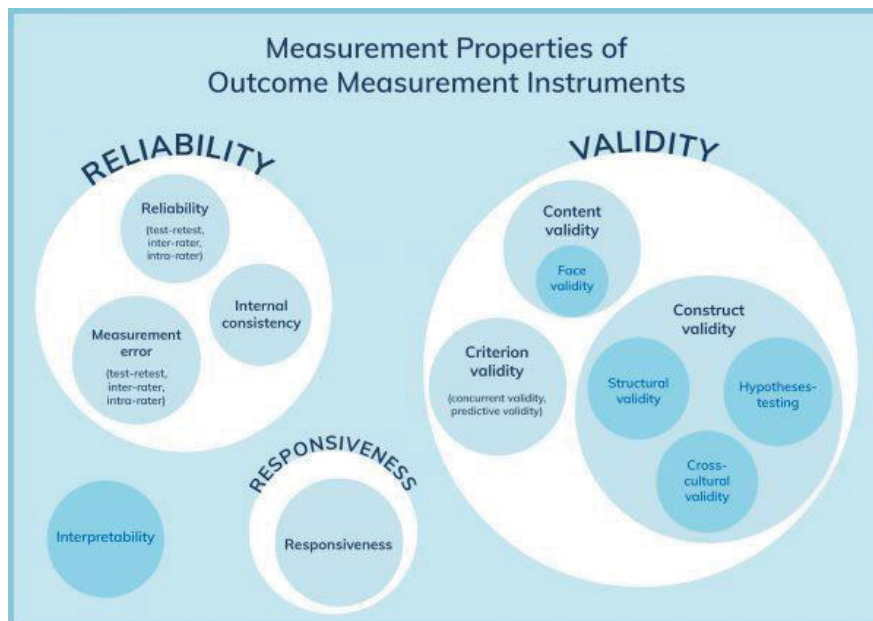 Measurement Properties of
Outcome Measurement Instruments
RELIABILITY
Reliability
(test-retest,
inter-rater,
intra-rater)
Internal
consistency
Measurement
error
(test-retest,
inter-rater,
intra-rater)
VALIDITY
Content
validity
Face
validity
Criterion
validity
(concurrent validity,
predictive validity)
Construct
validity
Structural
validity
Hypotheses-
testing
Cross-
cultural
validity
RESPONSIVENESS
Responsiveness
Interpretability